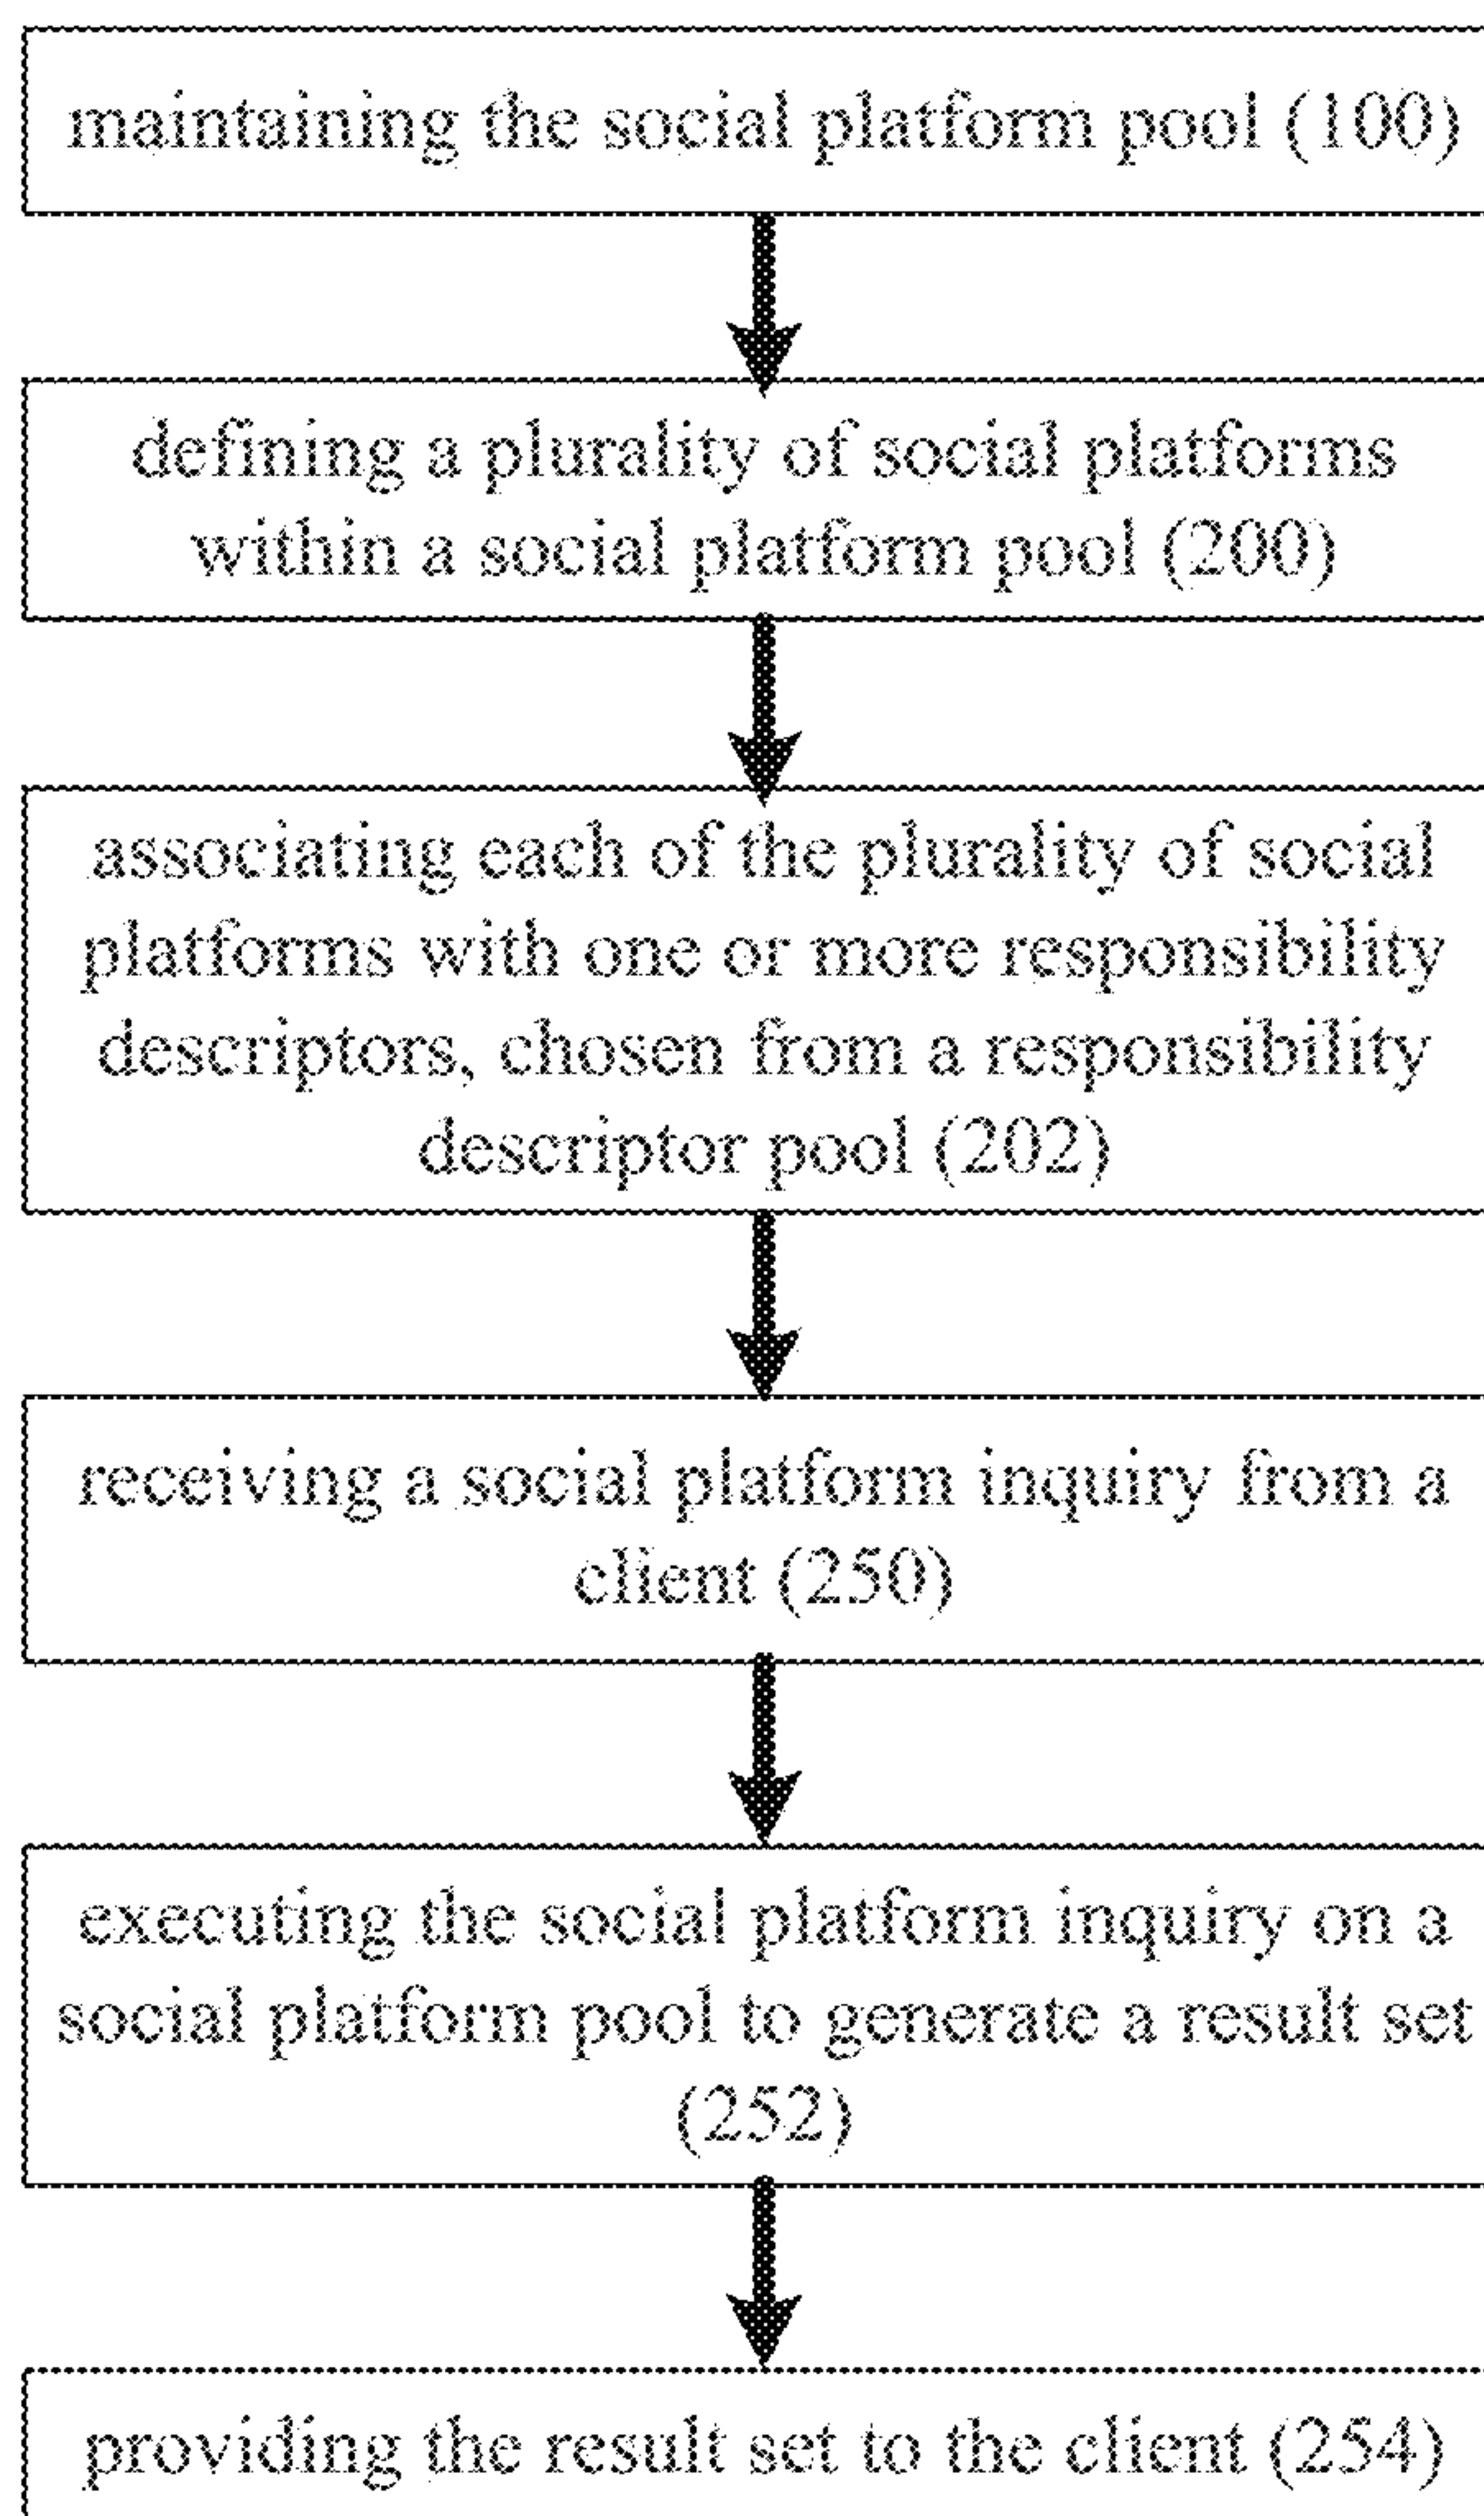 maintaining the social platform pool (100)
defining a plurality of social platforms
within a social platform pool (200)
associating each of the plurality of social
platforms with one or more responsibility
descriptors, chosen from a responsibility
descriptor pool (202)
receiving a social platform inquiry from a
client (250)
executing the social platform inquiry on a
social platform pool to generate a result set
(252)
providing the result set to the client (254)